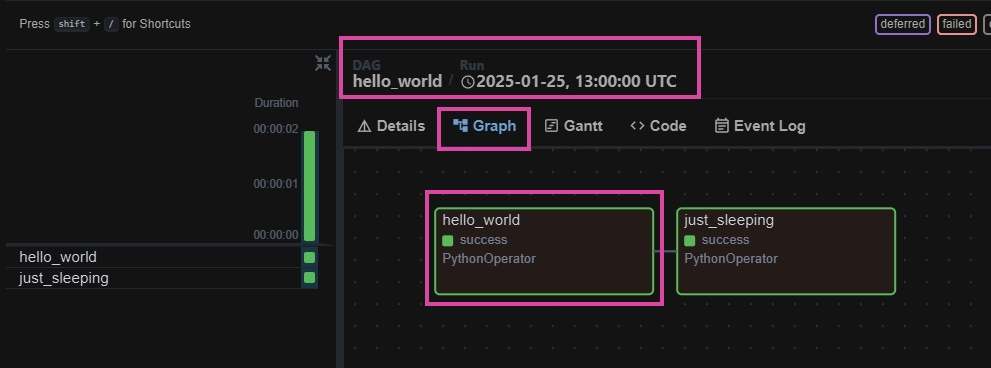 Press shift + / for Shortcuts
deferred failed
DAG
hello_world / Run
2025-01-25, 13:00:00 UTC
Details Graph Gantt Code Event Log
Duration
00:00:02
00:00:01
00:00:00
hello_world
just_sleeping
hello_world
success
PythonOperator
just_sleeping
success
PythonOperator